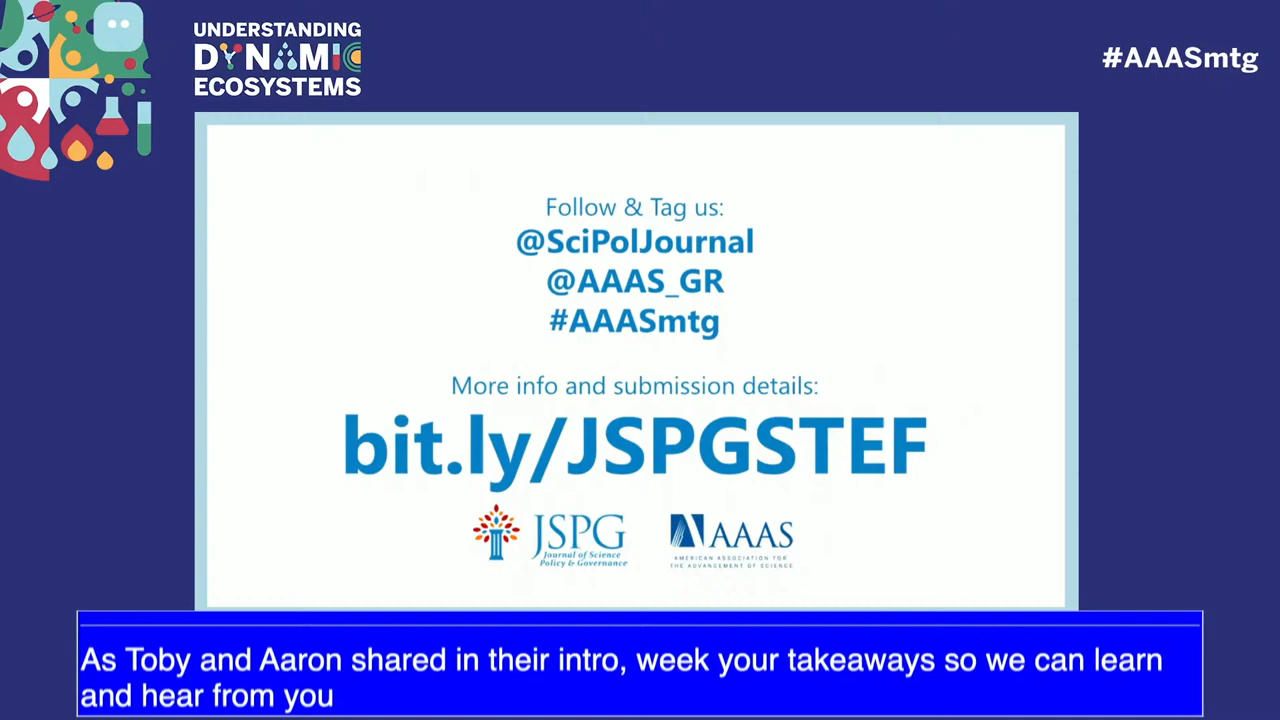 UNDERSTANDING
DYNAMIC
ECOSYSTEMS
#AAASmtg
Follow & Tag us:
@SciPolJournal
@AAAS_GR
#AAASmtg
More info and submission details:
bit.ly/JSPGSTEF
JSPG
Journal of Science
Policy & Governance
AAAS
AMERICAN ASSOCIATION FOR
THE ADVANCEMENT OF SCIENCE
As Toby and Aaron shared in their intro, week your takeaways so we can learn
and hear from you